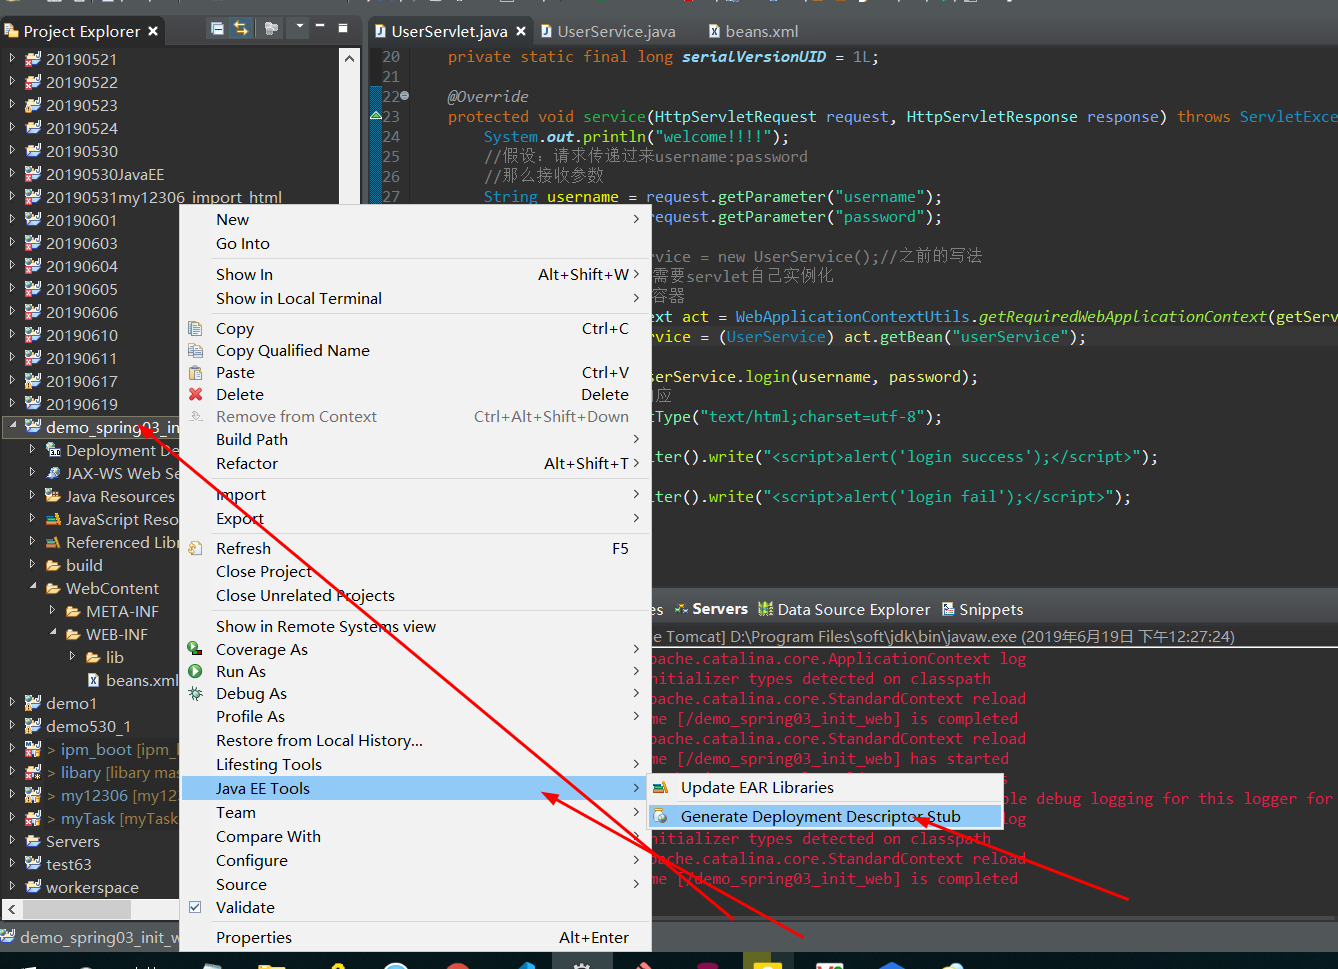 Project Explorer
20190521
20190522
20190523
20190524
20190530
20190530JavaEE
20190531my12306_import_html
20190601
20190603
20190604
20190605
20190606
20190610
20190611
20190617
20190619
demo_spring03_in
Deployment De
JAX-WS Web Se
Java Resources
JavaScript Reso
Referenced Libr
build
WebContent
META-INF
WEB-INF
lib
beans.xml
demo1
demo530_1
> ipm_boot [ipm_b
> libary [libary mas
> my12306 [my123
> myTask [myTask
Servers
test63
workerspace
demo_spring03_init_w
New
Go Into
Show In Alt+Shift+W
Show in Local Terminal
Copy Ctrl+C
Copy Qualified Name
Paste Ctrl+V
Delete Delete
Remove from Context Ctrl+Alt+Shift+Down
Build Path
Refactor Alt+Shift+T
Import
Export
Refresh F5
Close Project
Close Unrelated Projects
Show in Remote Systems view
Coverage As
Run As
Debug As
Profile As
Restore from Local History...
Lifesting Tools
Java EE Tools
Team
Compare With
Configure
Source
Validate
Properties Alt+Enter
Update EAR Libraries
Generate Deployment Descriptor Stub
UserServlet.java
UserService.java
beans.xml
20 private static final long serialVersionUID = 1L;
21
22 @Override
23 protected void service(HttpServletRequest request, HttpServletResponse response) throws ServletExce
24 System.out.println("welcome!!!!");
25 //假设：请求传递过来username:password
26 //那么接收参数
27 String username = request.getParameter("username");
request.getParameter("password");
rvice = new UserService();//之前的写法
需要servlet自己实例化
容器
ext act = WebApplicationContextUtils.getRequiredWebApplicationContext(getServ
rvice = (UserService) act.getBean("userService");
serService.login(username, password);
应
tType("text/html;charset=utf-8");
iter().write("<script>alert('login success');</script>");
iter().write("<script>alert('login fail');</script>");
es Servers Data Source Explorer Snippets
e Tomcat] D:\Program Files\soft\jdk\bin\javaw.exe (2019年6月19日 下午12:27:24)
pache.catalina.core.ApplicationContext log
nitializer types detected on classpath
pache.catalina.core.StandardContext reload
me [/demo_spring03_init_web] is completed
pache.catalina.core.StandardContext reload
me [/demo_spring03_init_web] has started
ble debug logging for this logger for
log
nitializer types detected on classpath
pache.catalina.core.StandardContext reload
me [/demo_spring03_init_web] is completed